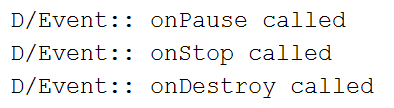 D/Event:: onPause called
D/Event:: onStop called
D/Event:: onDestroy called